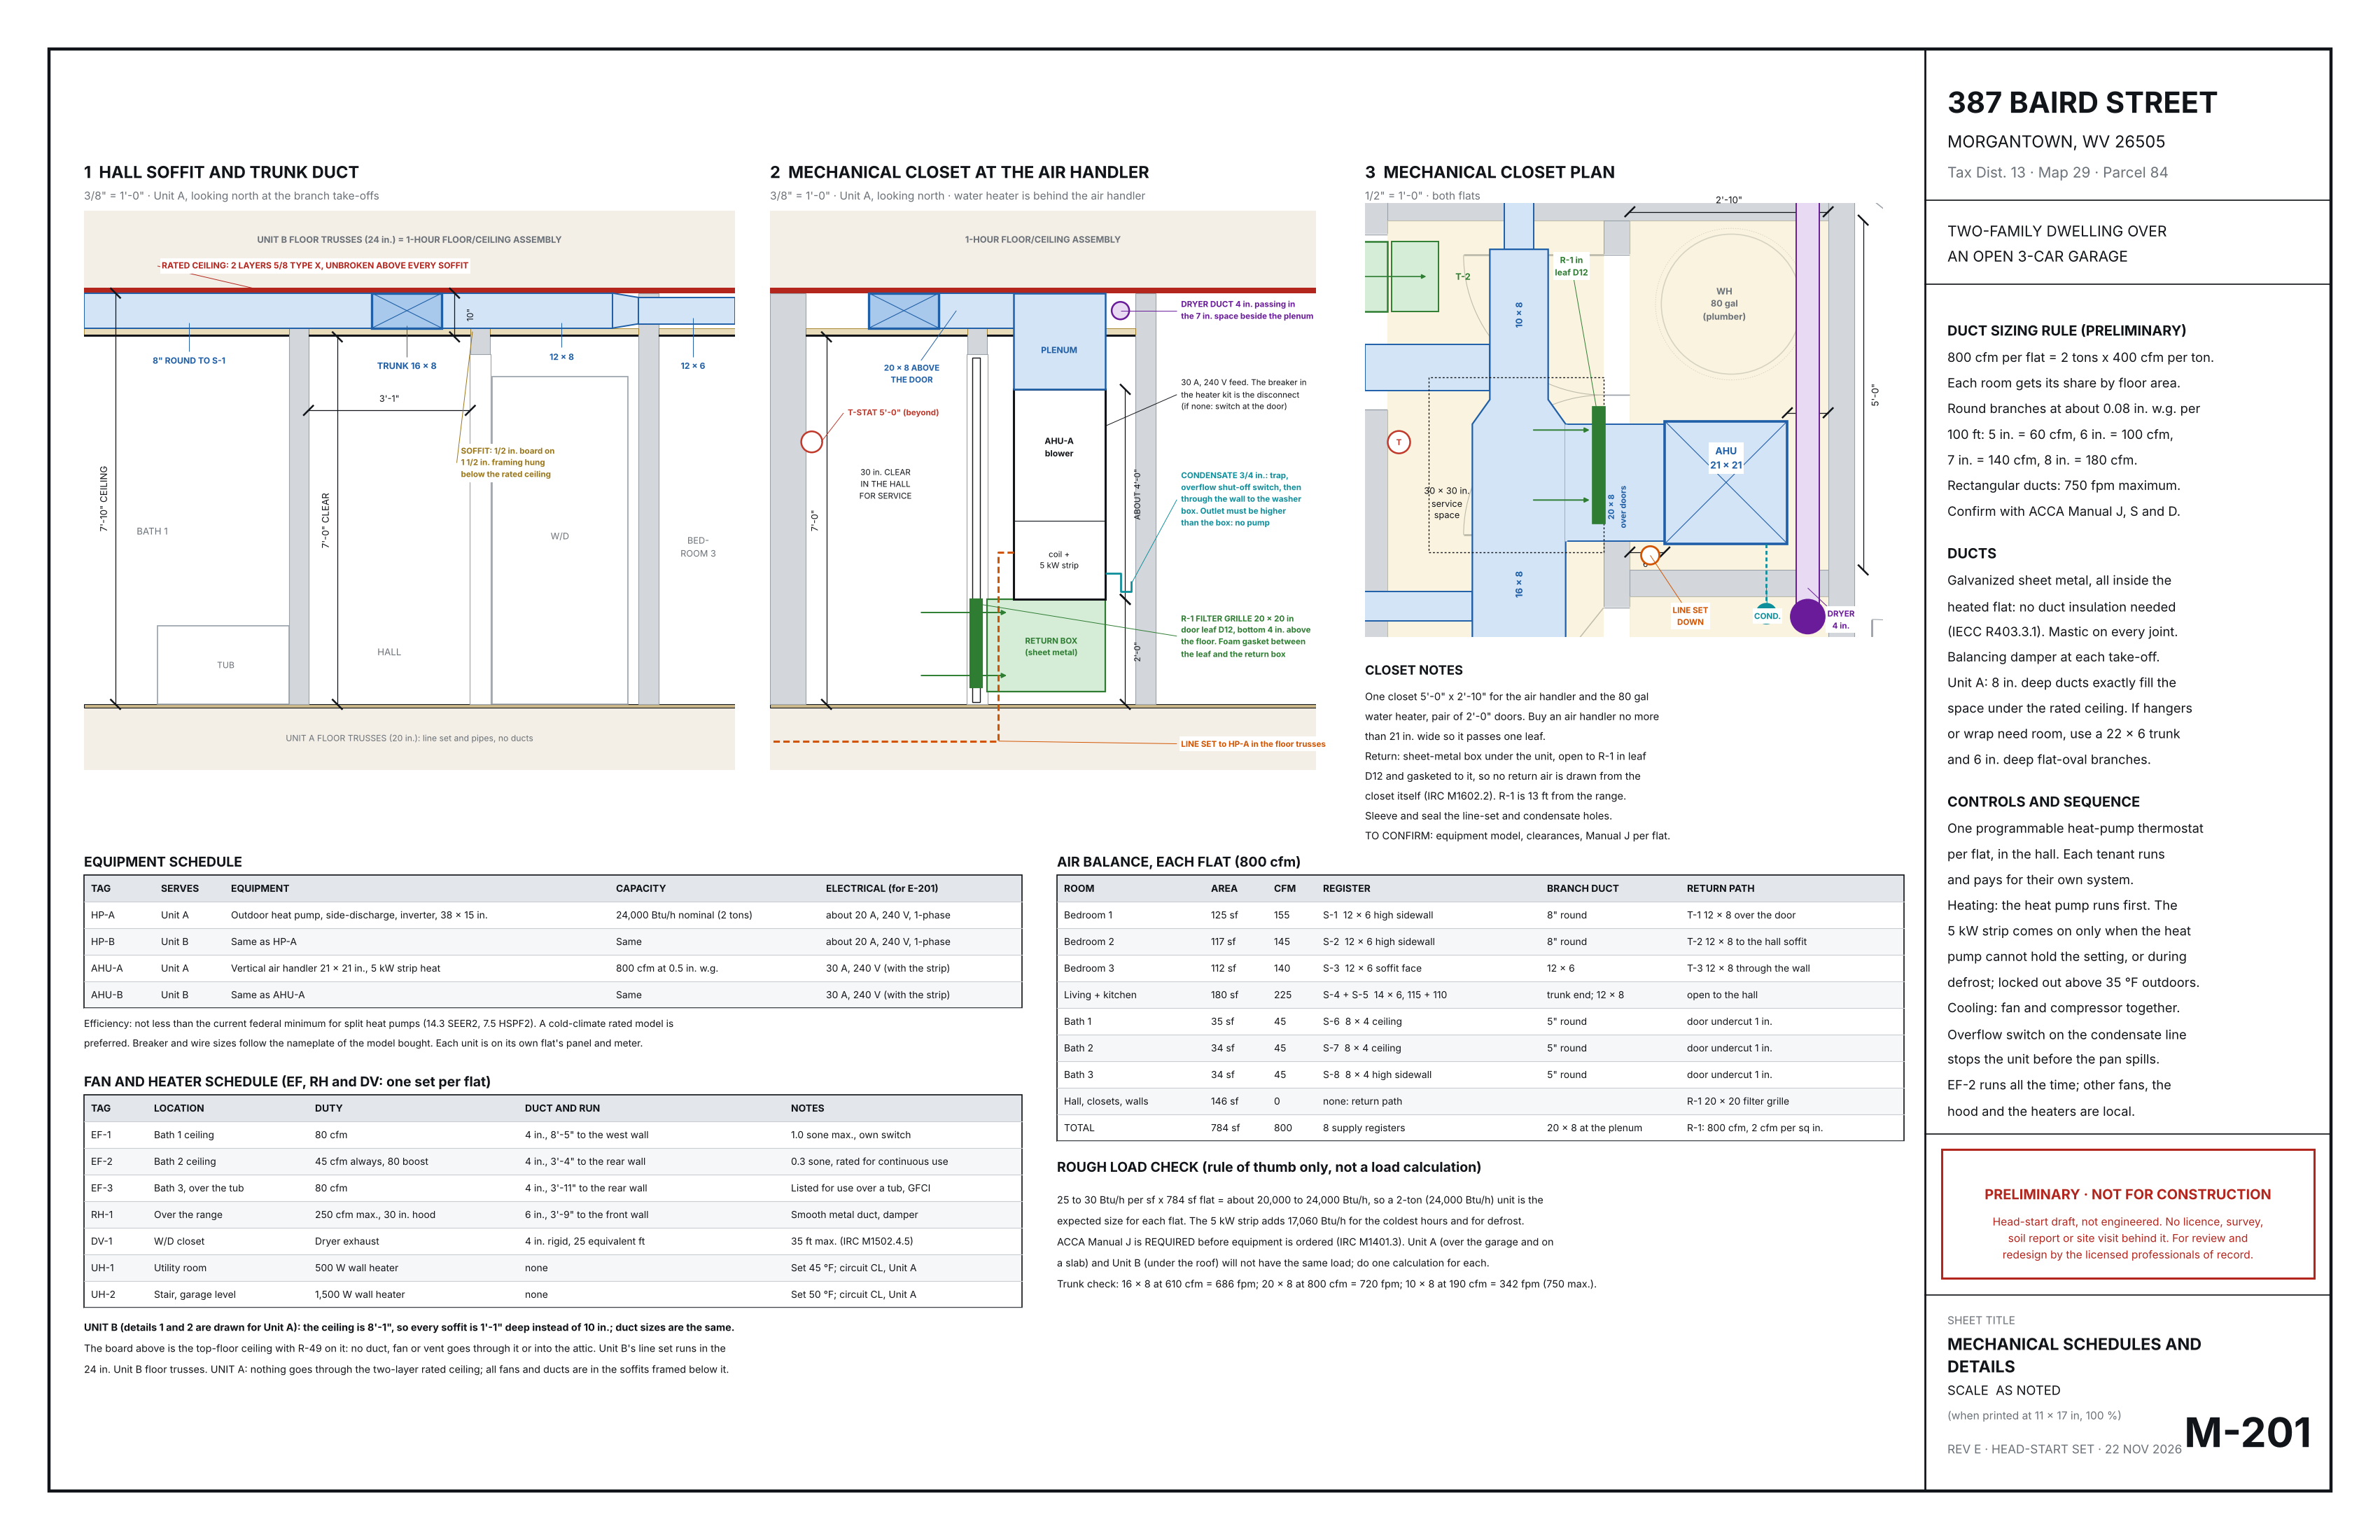 1 HALL SOFFIT AND TRUNK DUCT
3/8" = 1'-0" · Unit A, looking north at the branch take-offs
UNIT B FLOOR TRUSSES (24 in.) = 1-HOUR FLOOR/CEILING ASSEMBLY
RATED CEILING: 2 LAYERS 5/8 TYPE X, UNBROKEN ABOVE EVERY SOFFIT
10"
8" ROUND TO S-1
TRUNK 16 × 8
12 × 8
12 × 6
3'-1"
SOFFIT: 1/2 in. board on
1 1/2 in. framing hung
below the rated ceiling
7'-10" CEILING
7'-0" CLEAR
BATH 1
W/D
BED-
ROOM 3
TUB
HALL
UNIT A FLOOR TRUSSES (20 in.): line set and pipes, no ducts
2 MECHANICAL CLOSET AT THE AIR HANDLER
3/8" = 1'-0" · Unit A, looking north · water heater is behind the air handler
1-HOUR FLOOR/CEILING ASSEMBLY
DRYER DUCT 4 in. passing in
the 7 in. space beside the plenum
PLENUM
20 × 8 ABOVE
THE DOOR
30 A, 240 V feed. The breaker in
the heater kit is the disconnect
(if none: switch at the door)
T-STAT 5'-0" (beyond)
AHU-A
blower
30 in. CLEAR
IN THE HALL
FOR SERVICE
7'-0"
ABOUT 4'-0"
CONDENSATE 3/4 in.: trap,
overflow shut-off switch, then
through the wall to the washer
box. Outlet must be higher
than the box: no pump
coil +
5 kW strip
RETURN BOX
(sheet metal)
2'-0"
R-1 FILTER GRILLE 20 × 20 in
door leaf D12, bottom 4 in. above
the floor. Foam gasket between
the leaf and the return box
LINE SET to HP-A in the floor trusses
3 MECHANICAL CLOSET PLAN
1/2" = 1'-0" · both flats
2'-10"
R-1 in
leaf D12
T-2
WH
80 gal
(plumber)
10 × 8
5'-0"
T
AHU
21 × 21
30 × 30 in.
service
space
20 × 8
over doors
16 × 8
LINE SET
DOWN
COND.
DRYER
4 in.
CLOSET NOTES
One closet 5'-0" x 2'-10" for the air handler and the 80 gal
water heater, pair of 2'-0" doors. Buy an air handler no more
than 21 in. wide so it passes one leaf.
Return: sheet-metal box under the unit, open to R-1 in leaf
D12 and gasketed to it, so no return air is drawn from the
closet itself (IRC M1602.2). R-1 is 13 ft from the range.
Sleeve and seal the line-set and condensate holes.
TO CONFIRM: equipment model, clearances, Manual J per flat.
EQUIPMENT SCHEDULE
TAG SERVES EQUIPMENT CAPACITY ELECTRICAL (for E-201)
HP-A Unit A Outdoor heat pump, side-discharge, inverter, 38 × 15 in. 24,000 Btu/h nominal (2 tons) about 20 A, 240 V, 1-phase
HP-B Unit B Same as HP-A Same about 20 A, 240 V, 1-phase
AHU-A Unit A Vertical air handler 21 × 21 in., 5 kW strip heat 800 cfm at 0.5 in. w.g. 30 A, 240 V (with the strip)
AHU-B Unit B Same as AHU-A Same 30 A, 240 V (with the strip)
Efficiency: not less than the current federal minimum for split heat pumps (14.3 SEER2, 7.5 HSPF2). A cold-climate rated model is
preferred. Breaker and wire sizes follow the nameplate of the model bought. Each unit is on its own flat's panel and meter.
FAN AND HEATER SCHEDULE (EF, RH and DV: one set per flat)
TAG LOCATION DUTY DUCT AND RUN NOTES
EF-1 Bath 1 ceiling 80 cfm 4 in., 8'-5" to the west wall 1.0 sone max., own switch
EF-2 Bath 2 ceiling 45 cfm always, 80 boost 4 in., 3'-4" to the rear wall 0.3 sone, rated for continuous use
EF-3 Bath 3, over the tub 80 cfm 4 in., 3'-11" to the rear wall Listed for use over a tub, GFCI
RH-1 Over the range 250 cfm max., 30 in. hood 6 in., 3'-9" to the front wall Smooth metal duct, damper
DV-1 W/D closet Dryer exhaust 4 in. rigid, 25 equivalent ft 35 ft max. (IRC M1502.4.5)
UH-1 Utility room 500 W wall heater none Set 45 °F; circuit CL, Unit A
UH-2 Stair, garage level 1,500 W wall heater none Set 50 °F; circuit CL, Unit A
UNIT B (details 1 and 2 are drawn for Unit A): the ceiling is 8'-1", so every soffit is 1'-1" deep instead of 10 in.; duct sizes are the same.
The board above is the top-floor ceiling with R-49 on it: no duct, fan or vent goes through it or into the attic. Unit B's line set runs in the
24 in. Unit B floor trusses. UNIT A: nothing goes through the two-layer rated ceiling; all fans and ducts are in the soffits framed below it.
AIR BALANCE, EACH FLAT (800 cfm)
ROOM AREA CFM REGISTER BRANCH DUCT RETURN PATH
Bedroom 1 125 sf 155 S-1 12 × 6 high sidewall 8" round T-1 12 × 8 over the door
Bedroom 2 117 sf 145 S-2 12 × 6 high sidewall 8" round T-2 12 × 8 to the hall soffit
Bedroom 3 112 sf 140 S-3 12 × 6 soffit face 12 × 6 T-3 12 × 8 through the wall
Living + kitchen 180 sf 225 S-4 + S-5 14 × 6, 115 + 110 trunk end; 12 × 8 open to the hall
Bath 1 35 sf 45 S-6 8 × 4 ceiling 5" round door undercut 1 in.
Bath 2 34 sf 45 S-7 8 × 4 ceiling 5" round door undercut 1 in.
Bath 3 34 sf 45 S-8 8 × 4 high sidewall 5" round door undercut 1 in.
Hall, closets, walls 146 sf 0 none: return path R-1 20 × 20 filter grille
TOTAL 784 sf 800 8 supply registers 20 × 8 at the plenum R-1: 800 cfm, 2 cfm per sq in.
ROUGH LOAD CHECK (rule of thumb only, not a load calculation)
25 to 30 Btu/h per sf x 784 sf flat = about 20,000 to 24,000 Btu/h, so a 2-ton (24,000 Btu/h) unit is the
expected size for each flat. The 5 kW strip adds 17,060 Btu/h for the coldest hours and for defrost.
ACCA Manual J is REQUIRED before equipment is ordered (IRC M1401.3). Unit A (over the garage and on
a slab) and Unit B (under the roof) will not have the same load; do one calculation for each.
Trunk check: 16 × 8 at 610 cfm = 686 fpm; 20 × 8 at 800 cfm = 720 fpm; 10 × 8 at 190 cfm = 342 fpm (750 max.).
387 BAIRD STREET
MORGANTOWN, WV 26505
Tax Dist. 13 · Map 29 · Parcel 84
TWO-FAMILY DWELLING OVER
AN OPEN 3-CAR GARAGE
DUCT SIZING RULE (PRELIMINARY)
800 cfm per flat = 2 tons x 400 cfm per ton.
Each room gets its share by floor area.
Round branches at about 0.08 in. w.g. per
100 ft: 5 in. = 60 cfm, 6 in. = 100 cfm,
7 in. = 140 cfm, 8 in. = 180 cfm.
Rectangular ducts: 750 fpm maximum.
Confirm with ACCA Manual J, S and D.
DUCTS
Galvanized sheet metal, all inside the
heated flat: no duct insulation needed
(IECC R403.3.1). Mastic on every joint.
Balancing damper at each take-off.
Unit A: 8 in. deep ducts exactly fill the
space under the rated ceiling. If hangers
or wrap need room, use a 22 × 6 trunk
and 6 in. deep flat-oval branches.
CONTROLS AND SEQUENCE
One programmable heat-pump thermostat
per flat, in the hall. Each tenant runs
and pays for their own system.
Heating: the heat pump runs first. The
5 kW strip comes on only when the heat
pump cannot hold the setting, or during
defrost; locked out above 35 °F outdoors.
Cooling: fan and compressor together.
Overflow switch on the condensate line
stops the unit before the pan spills.
EF-2 runs all the time; other fans, the
hood and the heaters are local.
PRELIMINARY · NOT FOR CONSTRUCTION
Head-start draft, not engineered. No licence, survey,
soil report or site visit behind it. For review and
redesign by the licensed professionals of record.
SHEET TITLE
MECHANICAL SCHEDULES AND
DETAILS
SCALE AS NOTED
(when printed at 11 × 17 in, 100 %)
REV E · HEAD-START SET · 22 NOV 2026
M-201